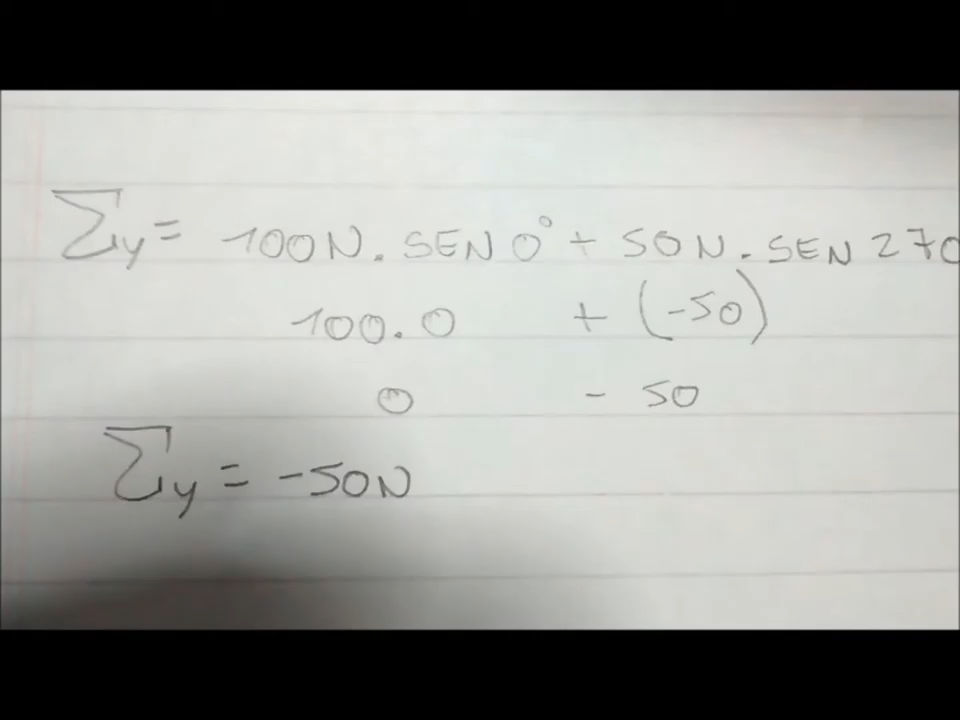 Σy = 100N . SEN 0° + 50N . SEN 270
100.0 + (-50)
0 - 50
Σy = -50N